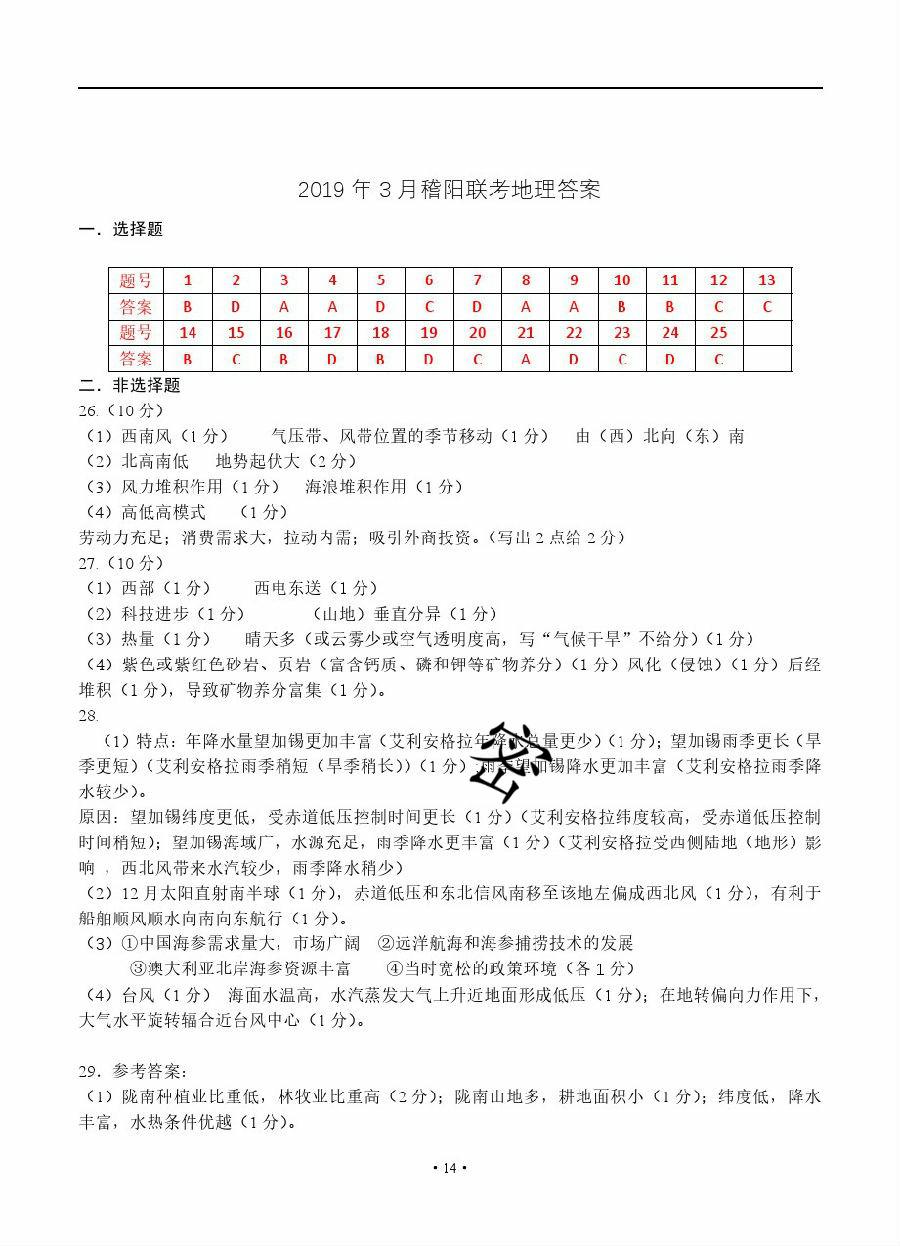 2019 年 3 月稽阳联考地理答案
一．选择题
题号 1 2 3 4 5 6 7 8 9 10 11 12 13
答案 B D A A D C D A A B B C C
题号 14 15 16 17 18 19 20 21 22 23 24 25
答案 B C B D B D C A D C D C
二．非选择题
26.（10 分）
（1）西南风（1 分） 气压带、风带位置的季节移动（1 分） 由（西）北向（东）南
（2）北高南低 地势起伏大（2 分）
（3）风力堆积作用（1 分） 海浪堆积作用（1 分）
（4）高低高模式 （1 分）
劳动力充足；消费需求大，拉动内需；吸引外商投资。（写出 2 点给 2 分）
27.（10 分）
（1）西部（1 分） 西电东送（1 分）
（2）科技进步（1 分） （山地）垂直分异（1 分）
（3）热量（1 分） 晴天多（或云雾少或空气透明度高，写“气候干旱”不给分）（1 分）
（4）紫色或紫红色砂岩、页岩（富含钙质、磷和钾等矿物养分）（1 分）风化（侵蚀）（1 分）后经
堆积（1 分），导致矿物养分富集（1 分）。
28.
（1）特点：年降水量望加锡更加丰富（艾利安格拉年降水总量更少）（1 分）；望加锡雨季更长（旱
季更短）（艾利安格拉雨季稍短（旱季稍长））（1 分）；雨季望加锡降水更加丰富（艾利安格拉雨季降
水较少）。
密
原因：望加锡纬度更低，受赤道低压控制时间更长（1 分）（艾利安格拉纬度较高，受赤道低压控制
时间稍短）；望加锡海域广，水源充足，雨季降水更丰富（1 分）（艾利安格拉受西侧陆地（地形）影
响 ，西北风带来水汽较少，雨季降水稍少）
（2）12 月太阳直射南半球（1 分），赤道低压和东北信风南移至该地左偏成西北风（1 分），有利于
船舶顺风顺水向南向东航行（1 分）。
（3）①中国海参需求量大，市场广阔 ②远洋航海和海参捕捞技术的发展
③澳大利亚北岸海参资源丰富 ④当时宽松的政策环境（各 1 分）
（4）台风（1 分） 海面水温高，水汽蒸发大气上升近地面形成低压（1 分）；在地转偏向力作用下，
大气水平旋转辐合近台风中心（1 分）。
29．参考答案：
（1）陇南种植业比重低，林牧业比重高（2 分）；陇南山地多，耕地面积小（1 分）；纬度低，降水
丰富，水热条件优越（1 分）。
·14·